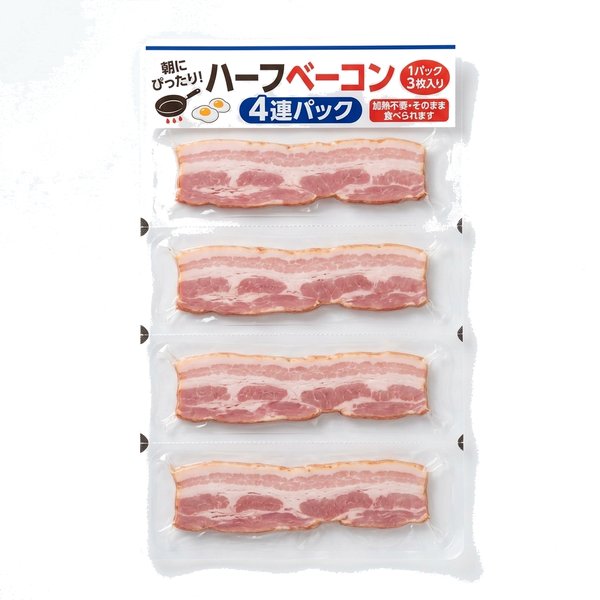 朝に
ぴったり!
ハーフベーコン
4連パック
1パック
3枚入り
加熱不要・そのまま
食べられます